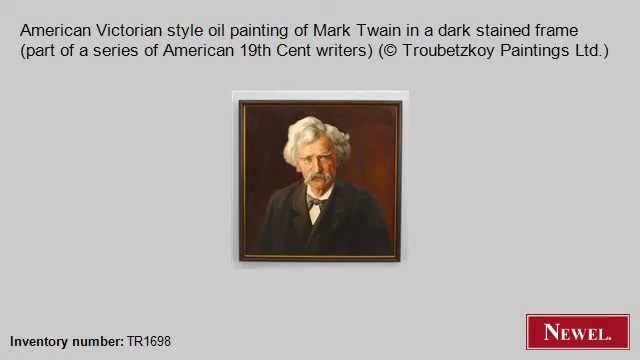 American Victorian style oil painting of Mark Twain in a dark stained frame
(part of a series of American 19th Cent writers) (© Troubetzkoy Paintings Ltd.)
Inventory number: TR1698
NEWEL.